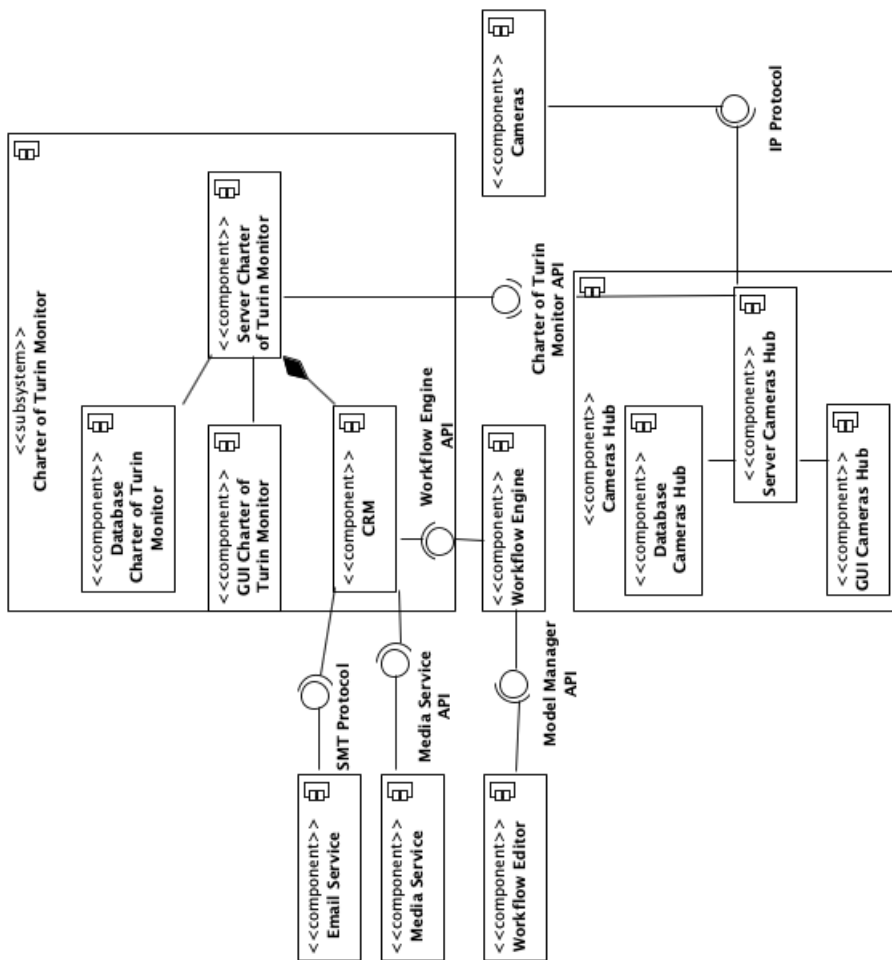 <<subsystem>>
Charter of Turin Monitor
<<component>>
Database
Charter of Turin
Monitor
<<component>>
GUI Charter of
Turin Monitor
<<component>>
Server Charter
of Turin Monitor
<<component>>
CRM
<<component>>
Email Service
SMT Protocol
<<component>>
Media Service
Media Service
API
Workflow Engine
API
<<component>>
Workflow Editor
Model Manager
API
<<component>>
Workflow Engine
<<component>>
Cameras
Charter of Turin
Monitor API
<<component>>
Cameras Hub
<<component>>
Database
Cameras Hub
<<component>>
Server Cameras Hub
IP Protocol
<<component>>
GUI Cameras Hub